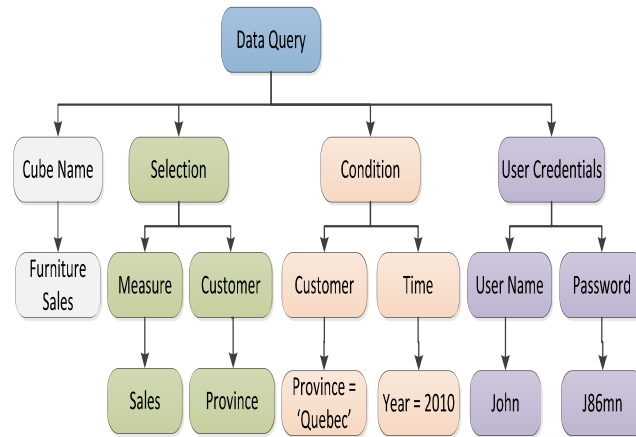 Data Query
Cube Name
Selection
Condition
User Credentials
Furniture
Sales
Measure
Customer
Customer
Time
User Name
Password
Sales
Province
Province =
‘Quebec’
Year = 2010
John
J86mn